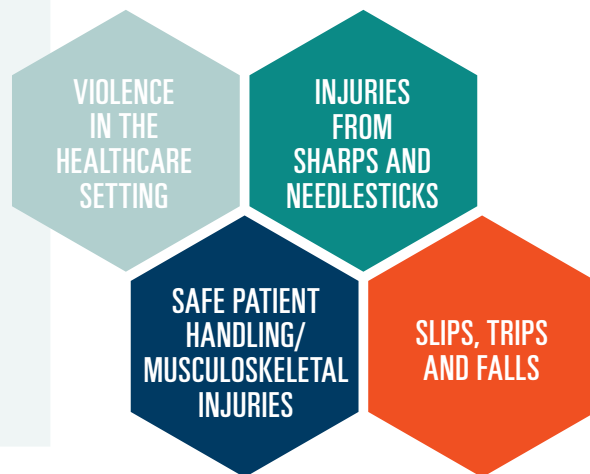 VIOLENCE
IN THE
HEALTHCARE
SETTING
INJURIES
FROM
SHARPS AND
NEEDLESTICKS
SAFE PATIENT
HANDLING/
MUSCULOSKELETAL
INJURIES
SLIPS, TRIPS
AND FALLS